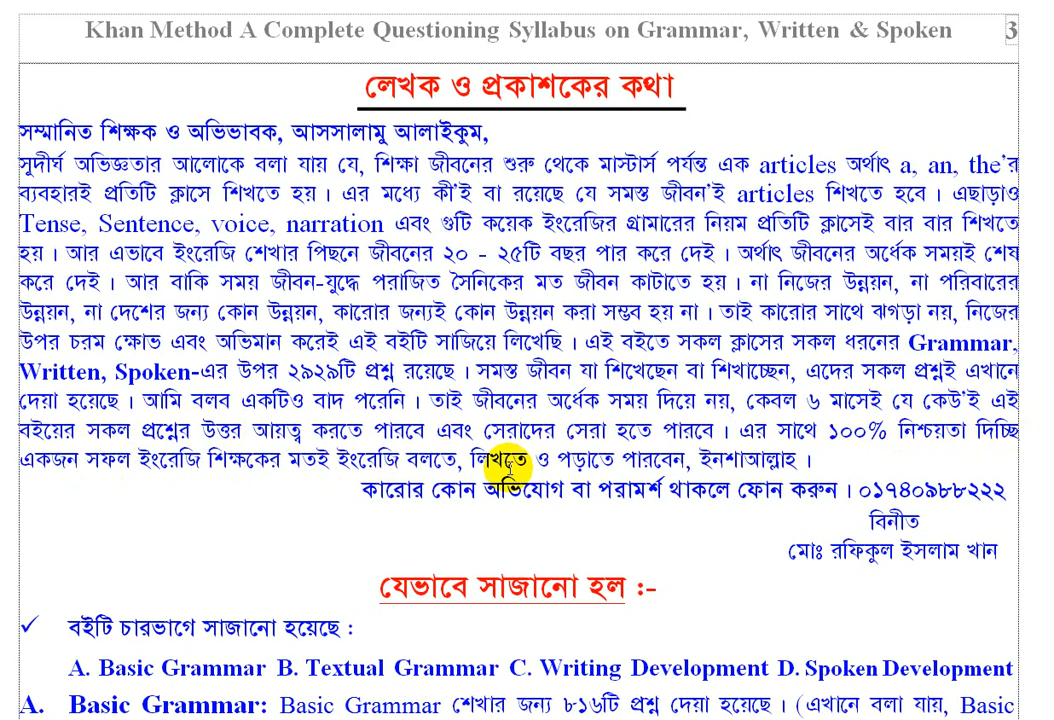 Khan Method A Complete Questioning Syllabus on Grammar, Written & Spoken 3
লেখক ও প্রকাশকের কথা
সম্মানিত শিক্ষক ও অভিভাবক, আসসালামু আলাইকুম,
সুদীর্ঘ অভিজ্ঞতার আলোকে বলা যায় যে, শিক্ষা জীবনের শুরু থেকে মাস্টার্স পর্যন্ত এক articles অর্থাৎ a, an, the'র
ব্যবহারই প্রতিটি ক্লাসে শিখতে হয়। এর মধ্যে কী'ই বা রয়েছে যে সমস্ত জীবন'ই articles শিখতে হবে। এছাড়াও
Tense, Sentence, voice, narration এবং গুটি কয়েক ইংরেজির গ্রামারের নিয়ম প্রতিটি ক্লাসেই বার বার শিখতে
হয়। আর এভাবে ইংরেজি শেখার পিছনে জীবনের ২০ - ২৫টি বছর পার করে দেই। অর্থাৎ জীবনের অর্ধেক সময়ই শেষ
করে দেই। আর বাকি সময় জীবন-যুদ্ধে পরাজিত সৈনিকের মত জীবন কাটাতে হয়। না নিজের উন্নয়ন, না পরিবারের
উন্নয়ন, না দেশের জন্য কোন উন্নয়ন, কারোর জন্যই কোন উন্নয়ন করা সম্ভব হয় না। তাই কারোর সাথে ঝগড়া নয়, নিজের
উপর চরম ক্ষোভ এবং অভিমান করেই এই বইটি সাজিয়ে লিখেছি। এই বইতে সকল ক্লাসের সকল ধরনের Grammar,
Written, Spoken-এর উপর ২৯২৯টি প্রশ্ন রয়েছে। সমস্ত জীবন যা শিখেছেন বা শিখাচ্ছেন, এদের সকল প্রশ্নই এখানে
দেয়া হয়েছে। আমি বলব একটিও বাদ পরেনি। তাই জীবনের অর্ধেক সময় দিয়ে নয়, কেবল ৬ মাসেই যে কেউ'ই এই
বইয়ের সকল প্রশ্নের উত্তর আয়ত্ব করতে পারবে এবং সেরাদের সেরা হতে পারবে। এর সাথে ১০০% নিশ্চয়তা দিচ্ছি
একজন সফল ইংরেজি শিক্ষকের মতই ইংরেজি বলতে, লিখতে ও পড়াতে পারবেন, ইনশাআল্লাহ।
কারোর কোন অভিযোগ বা পরামর্শ থাকলে ফোন করুন। ০১৭৪০৯৮৮২২২
বিনীত
মোঃ রফিকুল ইসলাম খান
যেভাবে সাজানো হল :-
✓ বইটি চারভাগে সাজানো হয়েছে :
A. Basic Grammar B. Textual Grammar C. Writing Development D. Spoken Development
A. Basic Grammar: Basic Grammar শেখার জন্য ৮১৬টি প্রশ্ন দেয়া হয়েছে। (এখানে বলা যায়, Basic